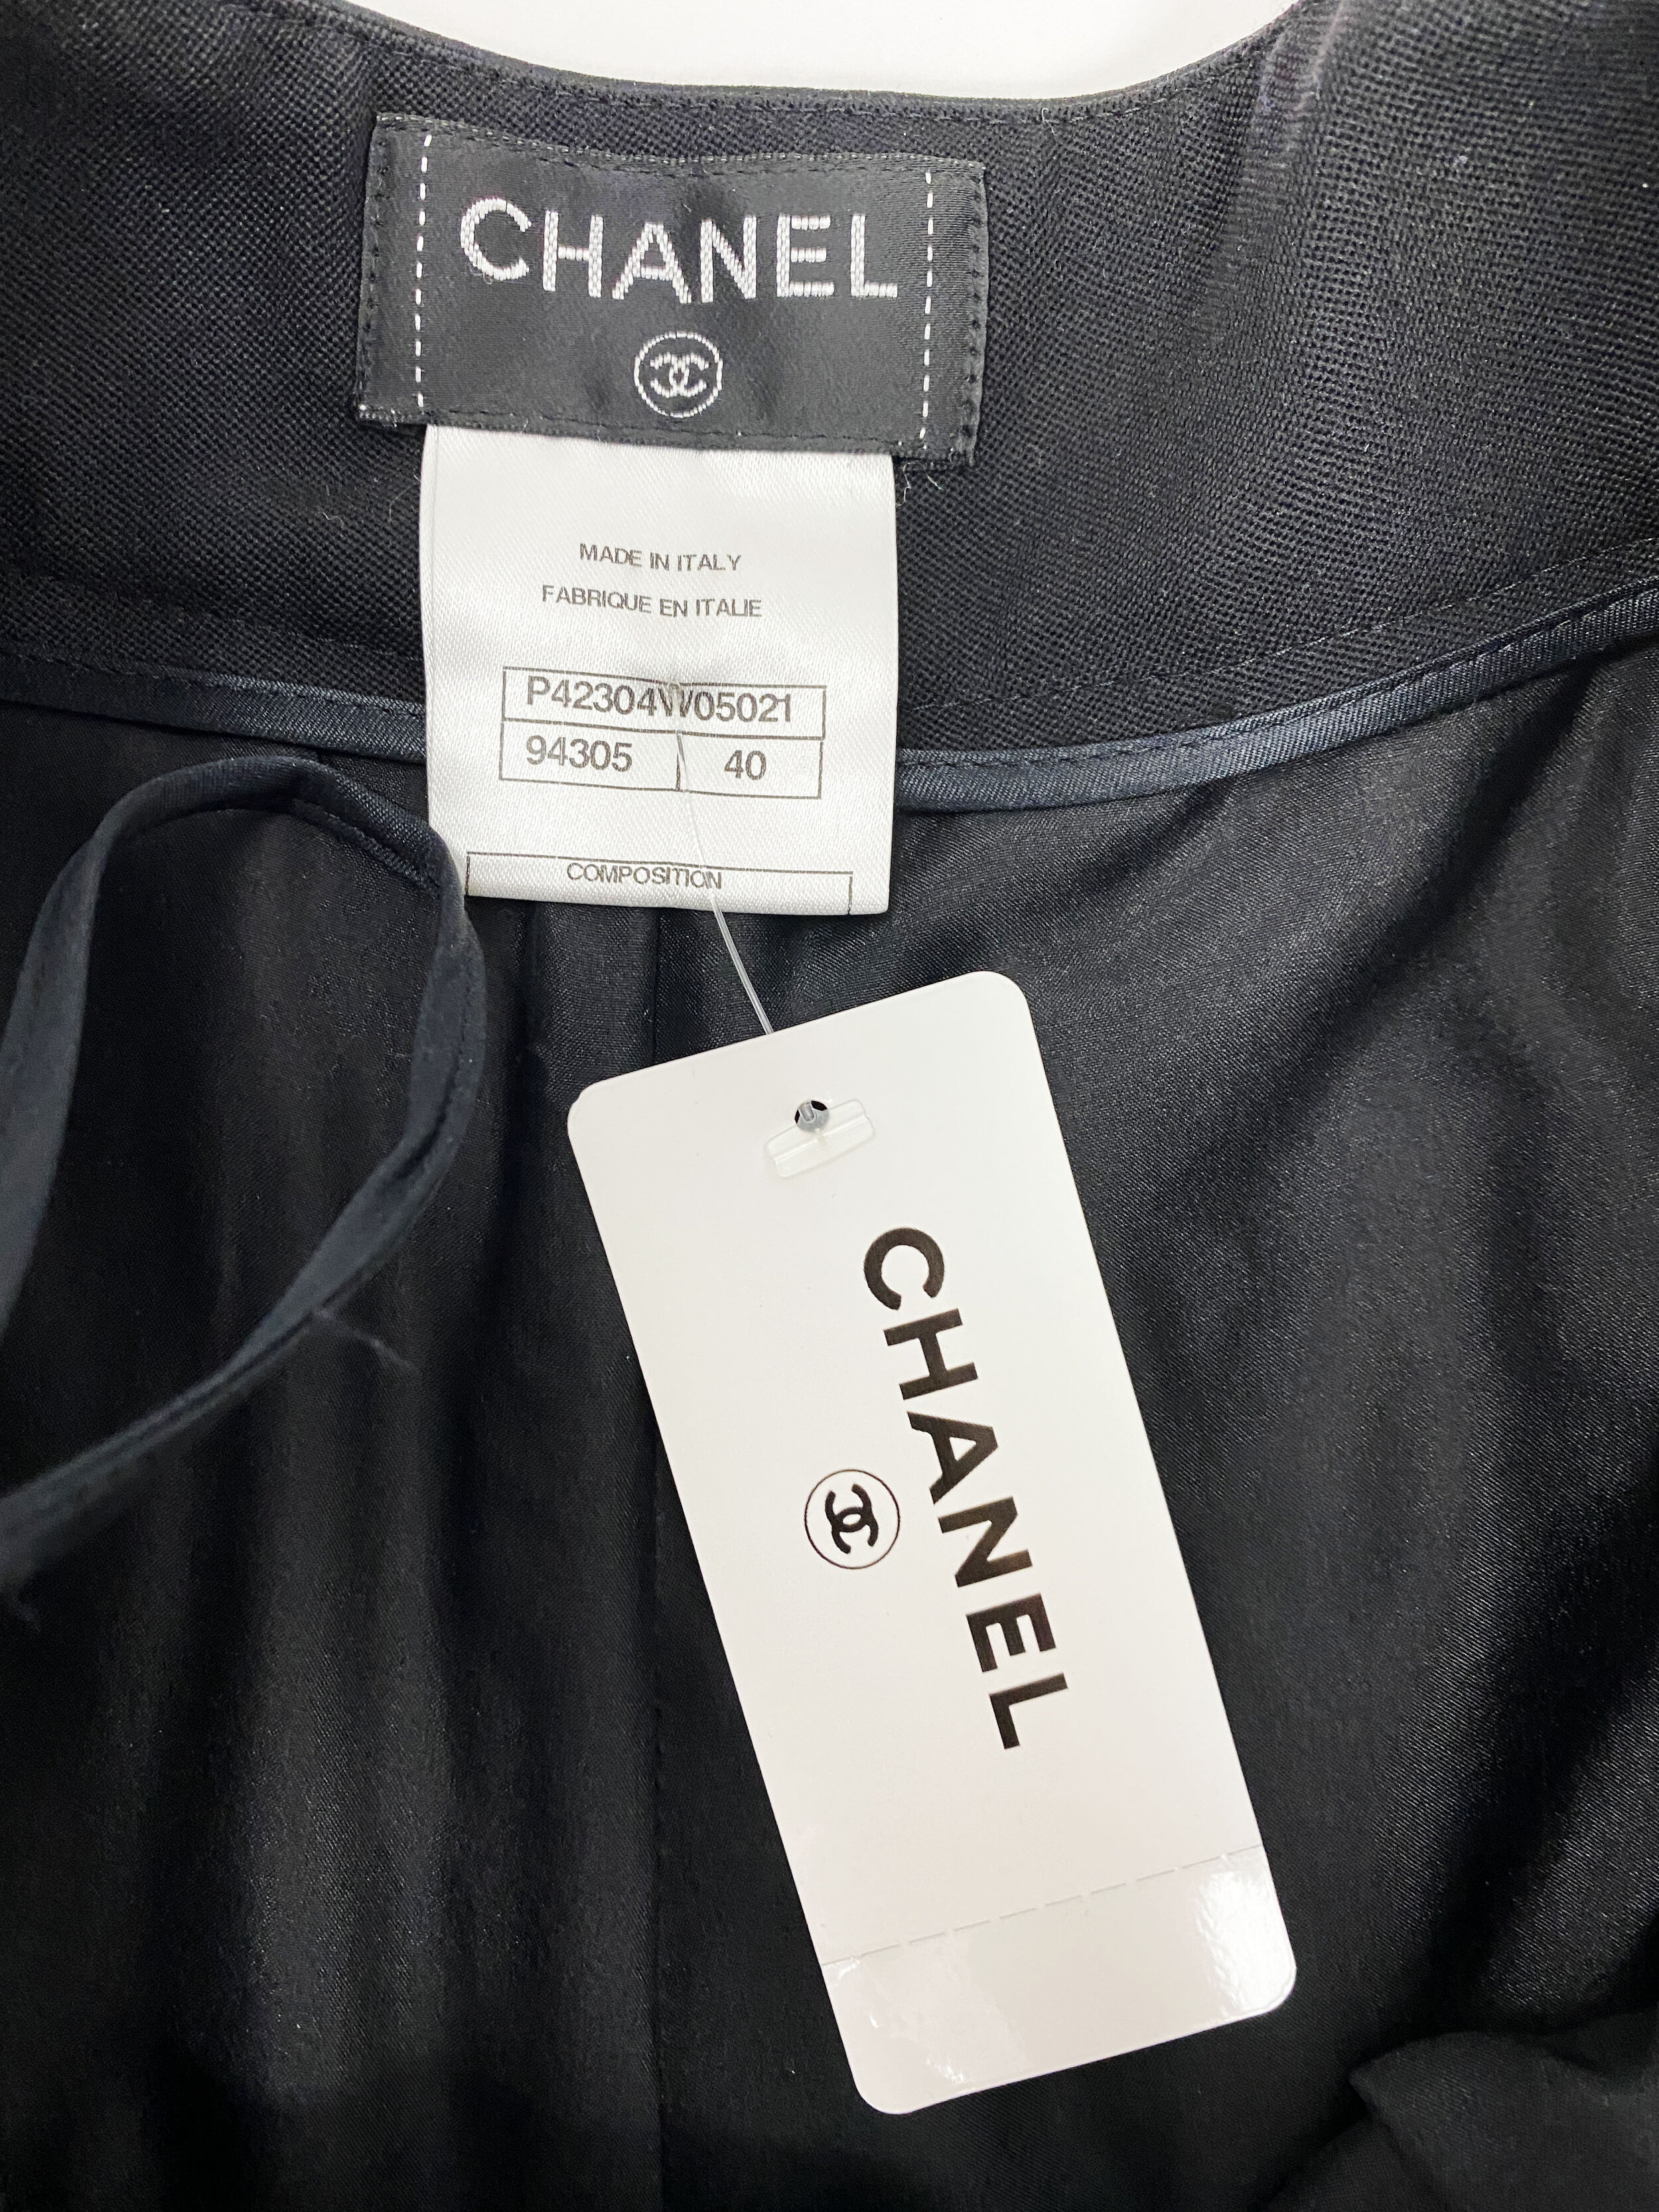 CHANEL
MADE IN ITALY
FABRIQUE EN ITALIE
P42304W05021
94305 40
COMPOSITION
CHANEL